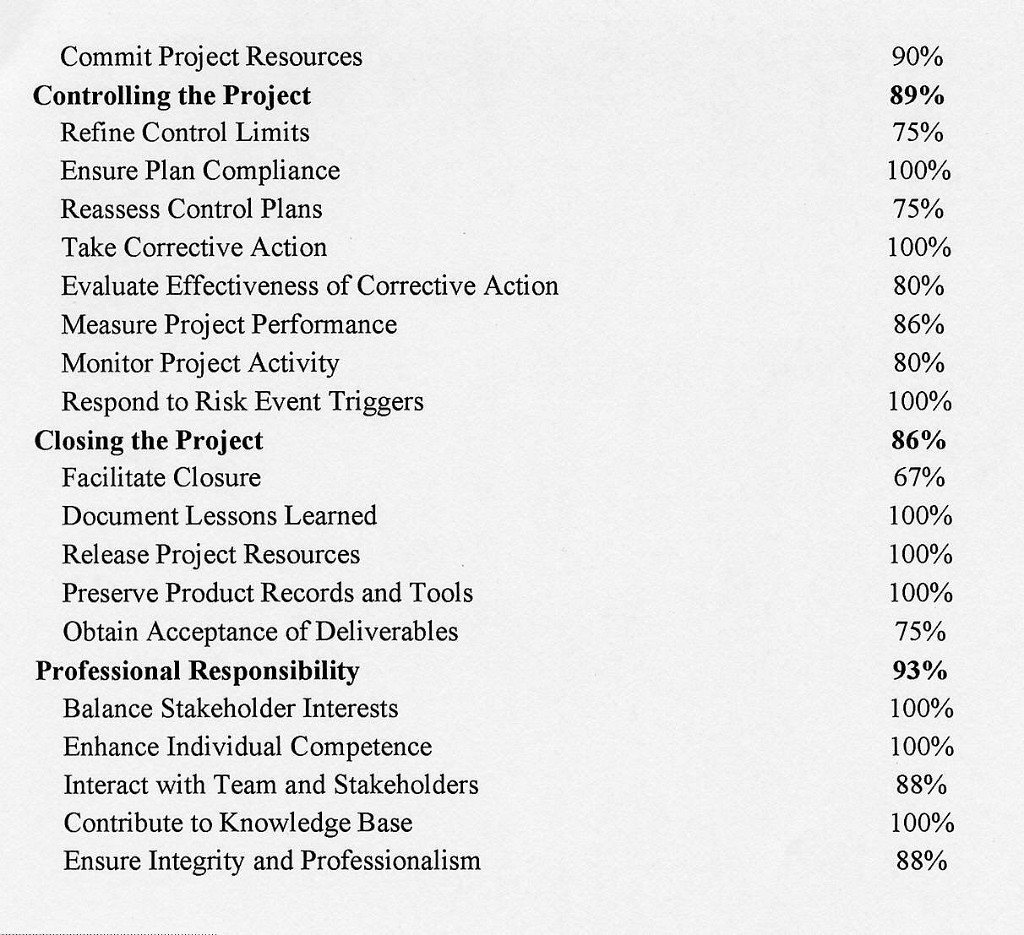 Commit Project Resources 90%
Controlling the Project 89%
Refine Control Limits 75%
Ensure Plan Compliance 100%
Reassess Control Plans 75%
Take Corrective Action 100%
Evaluate Effectiveness of Corrective Action 80%
Measure Project Performance 86%
Monitor Project Activity 80%
Respond to Risk Event Triggers 100%
Closing the Project 86%
Facilitate Closure 67%
Document Lessons Learned 100%
Release Project Resources 100%
Preserve Product Records and Tools 100%
Obtain Acceptance of Deliverables 75%
Professional Responsibility 93%
Balance Stakeholder Interests 100%
Enhance Individual Competence 100%
Interact with Team and Stakeholders 88%
Contribute to Knowledge Base 100%
Ensure Integrity and Professionalism 88%